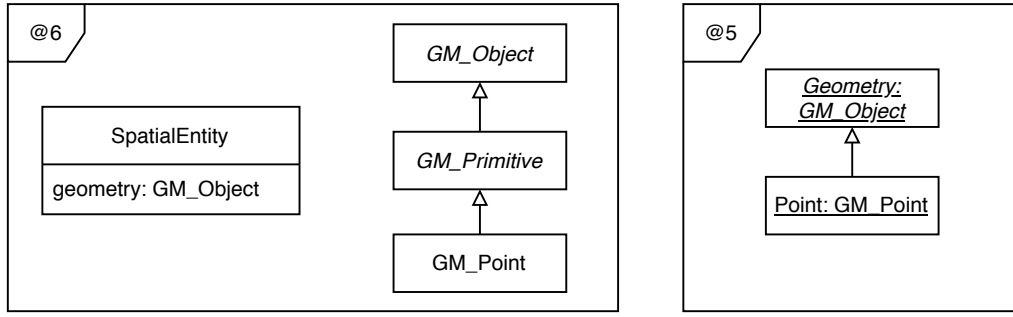 @6
SpatialEntity
geometry: GM_Object
GM_Object
GM_Primitive
GM_Point
@5
Geometry:
GM_Object
Point: GM_Point